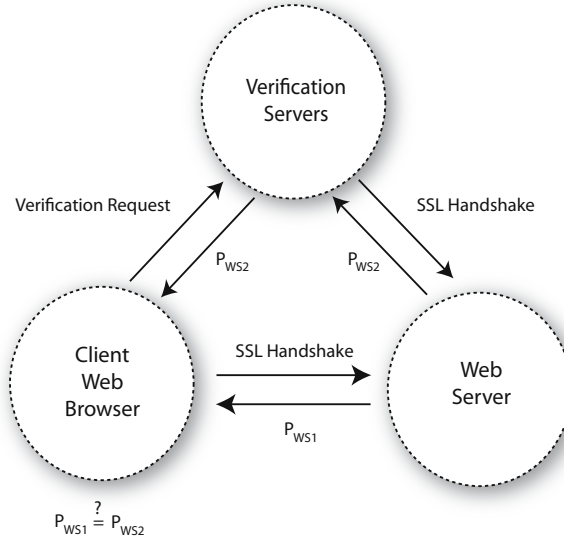 Verification
Servers
Verification Request
SSL Handshake
P_WS2
P_WS2
Client
Web
Browser
SSL Handshake
P_WS1
Web
Server
?
P_WS1 = P_WS2